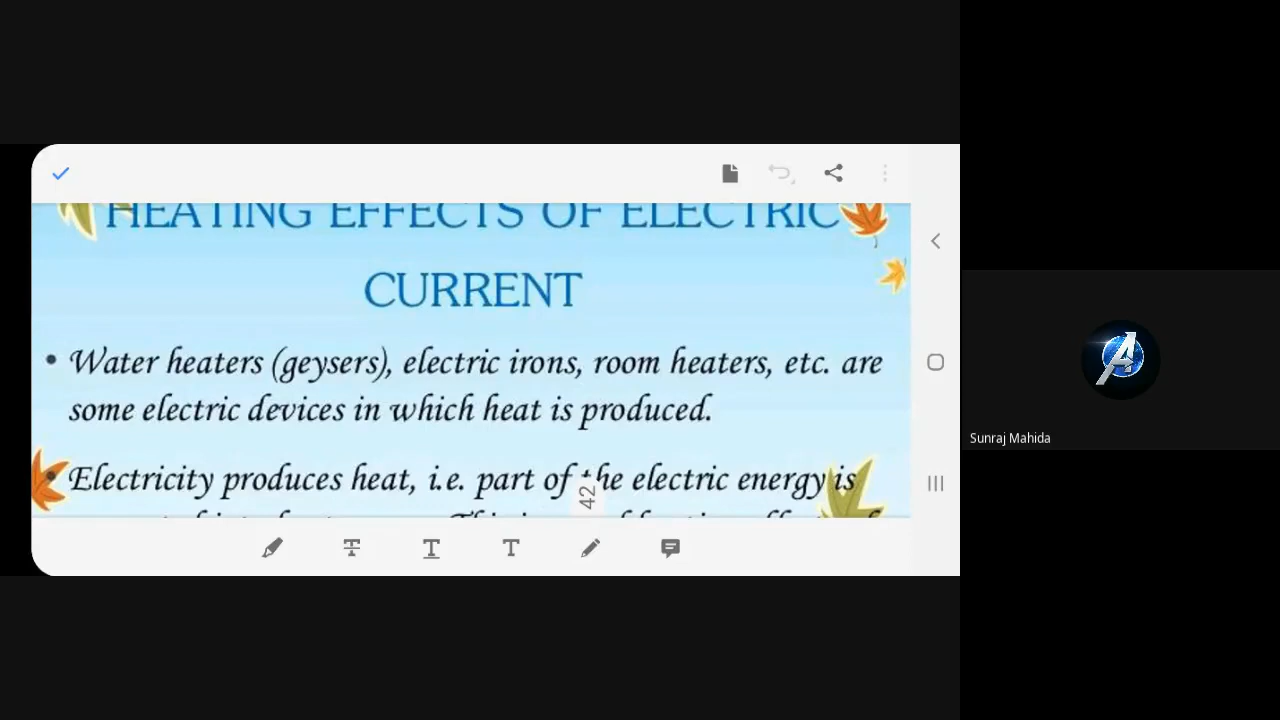 HEATING EFFECTS OF ELECTRIC
CURRENT
• Water heaters (geysers), electric irons, room heaters, etc. are
some electric devices in which heat is produced.
• Electricity produces heat, i.e. part of the electric energy is
42
Sunraj Mahida